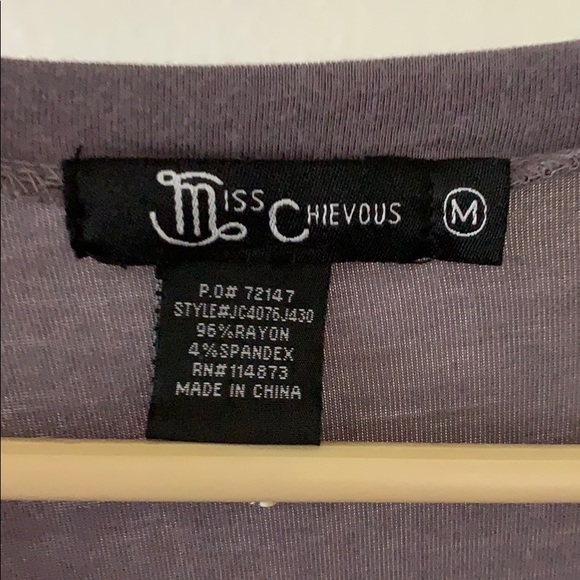 Miss Chievous M
P.O# 72147
STYLE#JC4076J430
96%RAYON
4%SPANDEX
RN#114873
MADE IN CHINA